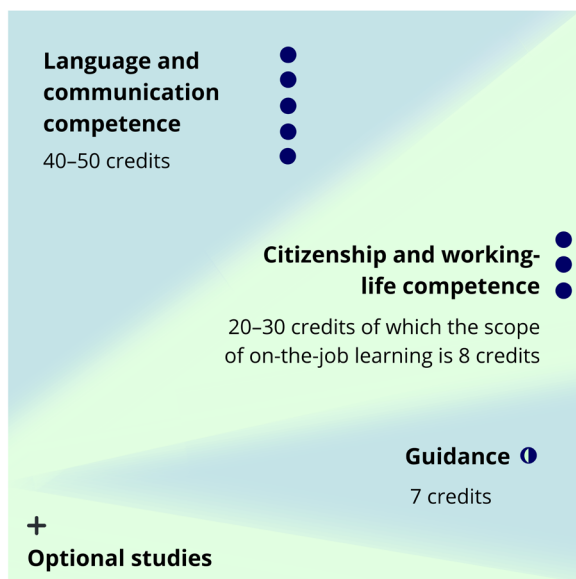 Language and
communication
competence
40–50 credits
Citizenship and working-
life competence
20–30 credits of which the scope
of on-the-job learning is 8 credits
Guidance
7 credits
+
Optional studies